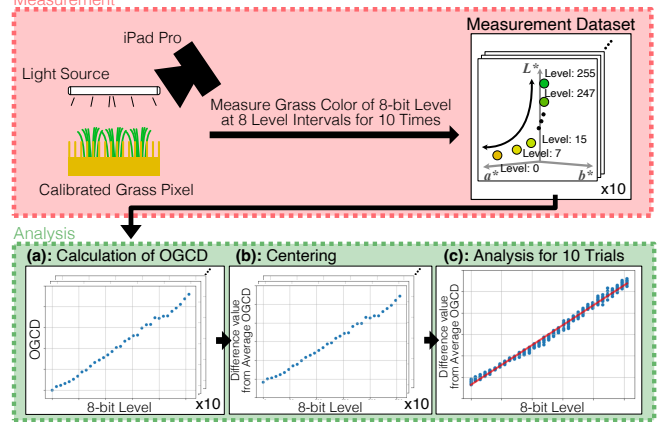 Measurement
Measurement Dataset
iPad Pro
Light Source
Measure Grass Color of 8-bit Level
at 8 Level Intervals for 10 Times
Calibrated Grass Pixel
L*
Level: 255
Level: 247
Level: 15
Level: 7
Level: 0
a*
b*
x10
Analysis
(a): Calculation of OGCD
(b): Centering
(c): Analysis for 10 Trials
OGCD
8-bit Level
x10
Difference value
from Average OGCD
8-bit Level
x10
Difference value
from Average OGCD
8-bit Level